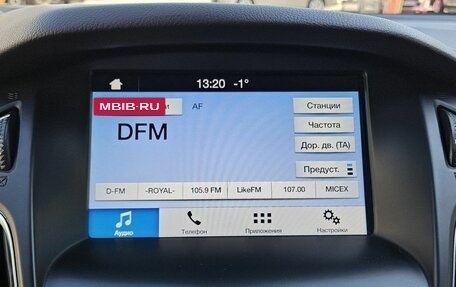 13:20 -1°
MBIB-RU AF Станции
DFM
Частота
Дор. дв. (TA)
Предуст.
D-FM -ROYAL- 105.9 FM LikeFM 107.00 MICEX
Аудио Телефон Приложения Настройки